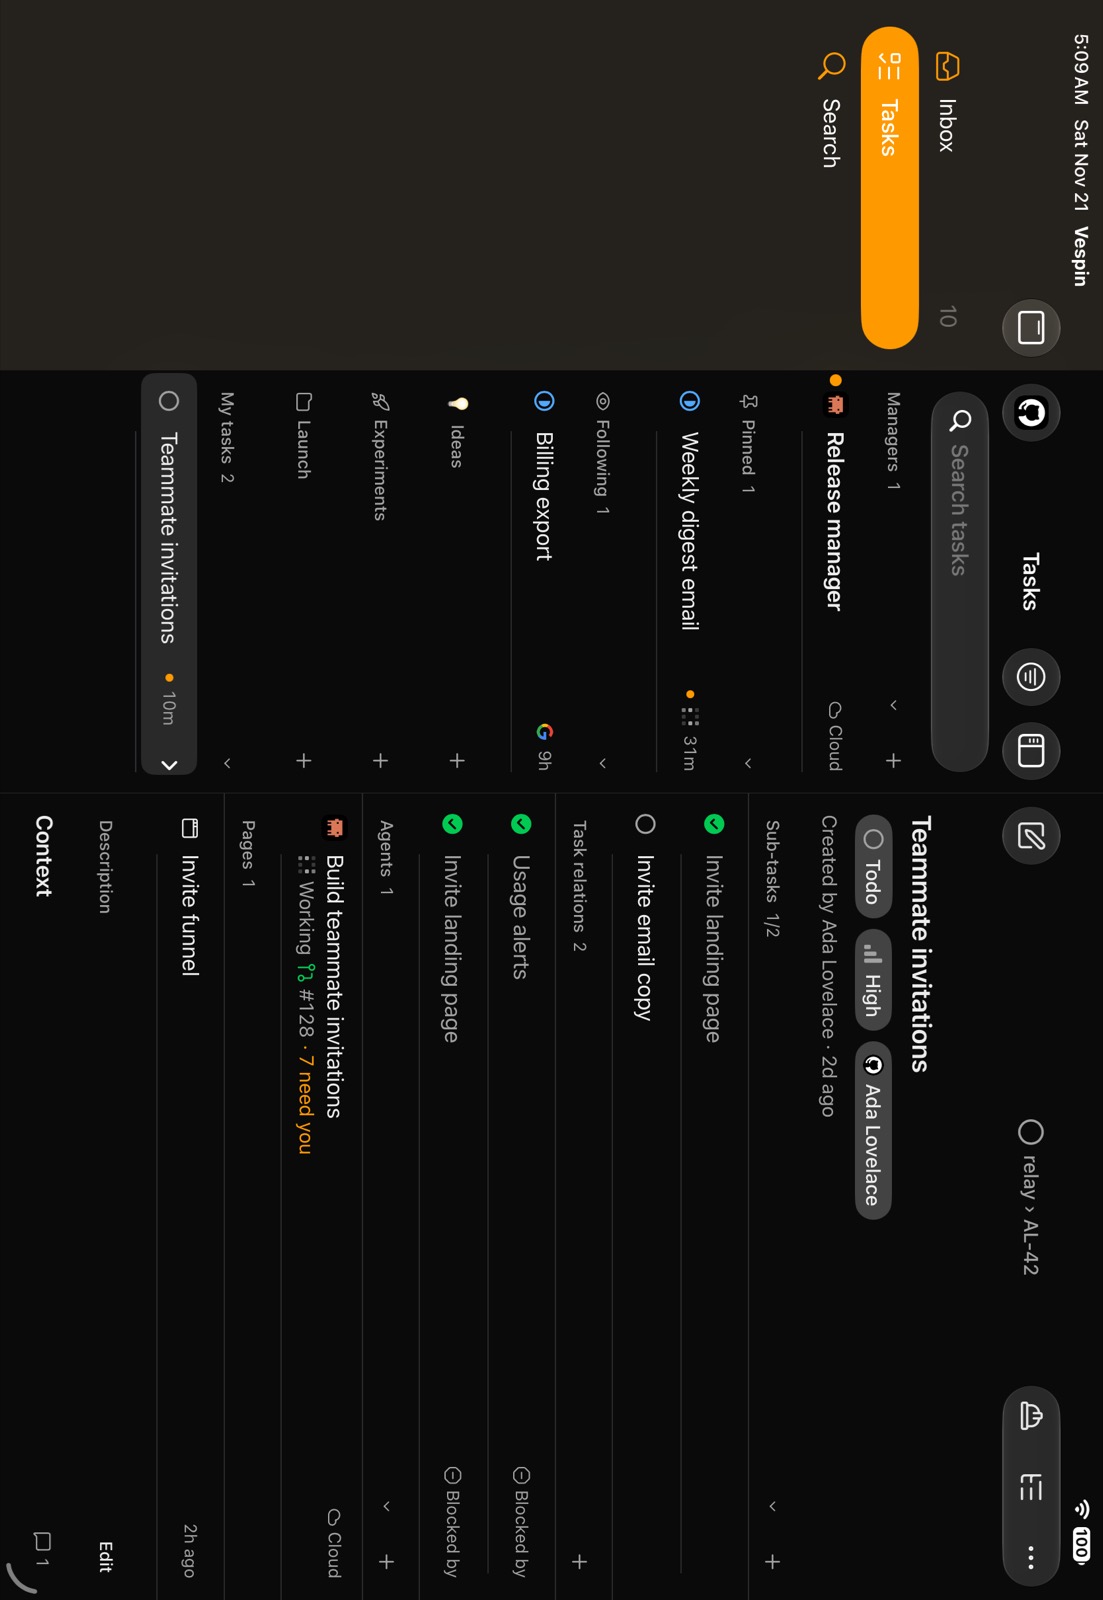 5:09 AM Sat Nov 21 Vespin
100
Inbox 10
Tasks
Search
Tasks
Search tasks
Managers 1
Release manager Cloud
Pinned 1
Weekly digest email 31m
Following 1
Billing export 9h
Ideas
Experiments
Launch
My tasks 2
Teammate invitations 10m
relay › AL-42
Teammate invitations
Todo High Ada Lovelace
Created by Ada Lovelace · 2d ago
Sub-tasks 1/2
Invite landing page
Invite email copy
Task relations 2
Usage alerts Blocked by
Invite landing page Blocked by
Agents 1
Build teammate invitations Cloud
Working #128 · 7 need you
Pages 1
Invite funnel 2h ago
Description Edit
Context 1